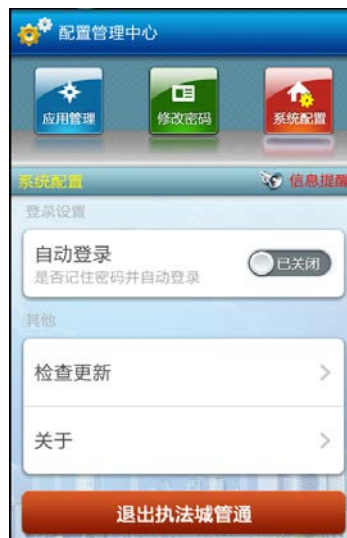 配置管理中心
应用管理 修改密码 系统配置
系统配置 信息提醒
登录设置
自动登录
已关闭
是否记住密码并自动登录
其他
检查更新
关于
退出执法城管通